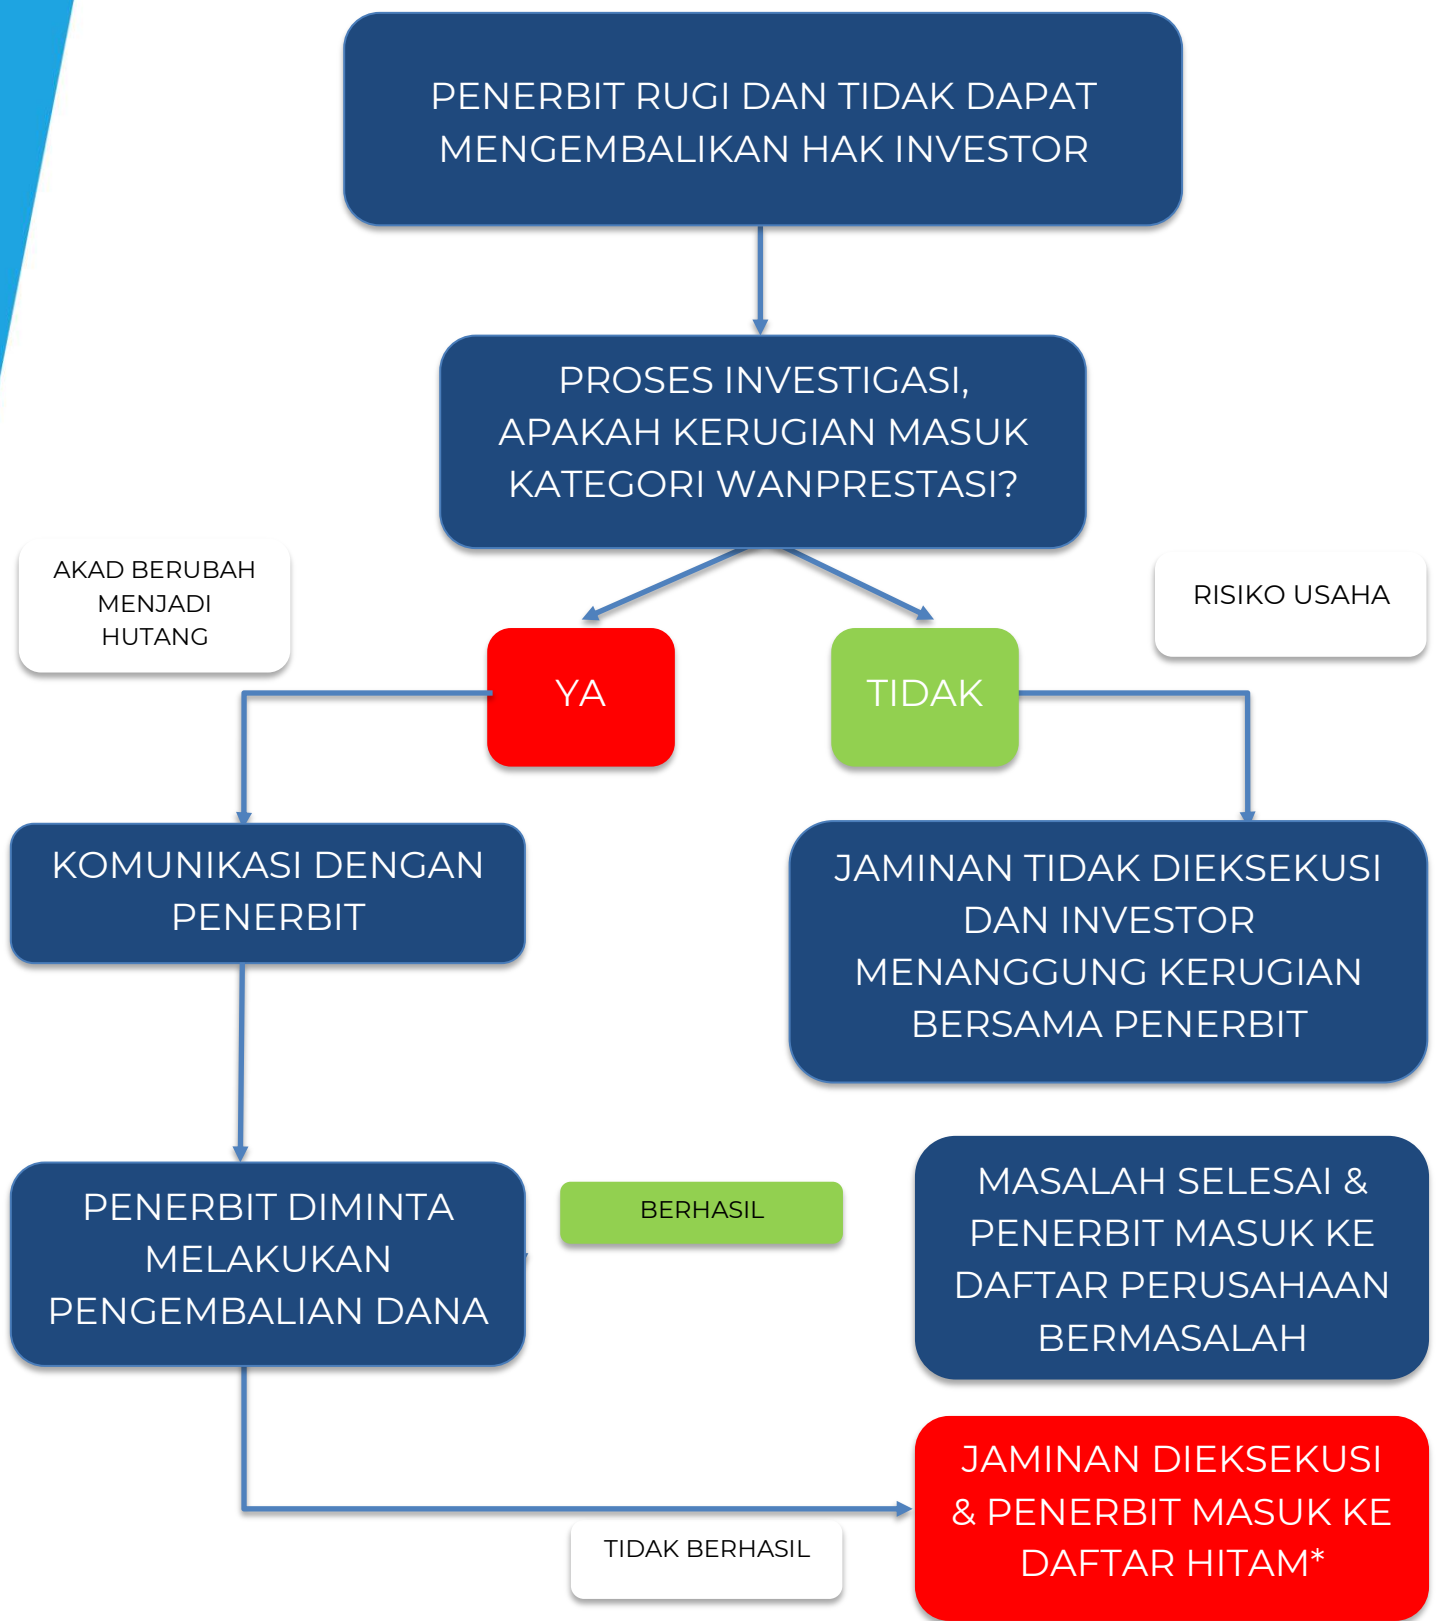 PENERBIT RUGI DAN TIDAK DAPAT
MENGEMBALIKAN HAK INVESTOR
PROSES INVESTIGASI,
APAKAH KERUGIAN MASUK
KATEGORI WANPRESTASI?
AKAD BERUBAH
MENJADI
HUTANG
RISIKO USAHA
YA
TIDAK
KOMUNIKASI DENGAN
PENERBIT
JAMINAN TIDAK DIEKSEKUSI
DAN INVESTOR
MENANGGUNG KERUGIAN
BERSAMA PENERBIT
PENERBIT DIMINTA
MELAKUKAN
PENGEMBALIAN DANA
BERHASIL
MASALAH SELESAI &
PENERBIT MASUK KE
DAFTAR PERUSAHAAN
BERMASALAH
TIDAK BERHASIL
JAMINAN DIEKSEKUSI
& PENERBIT MASUK KE
DAFTAR HITAM*